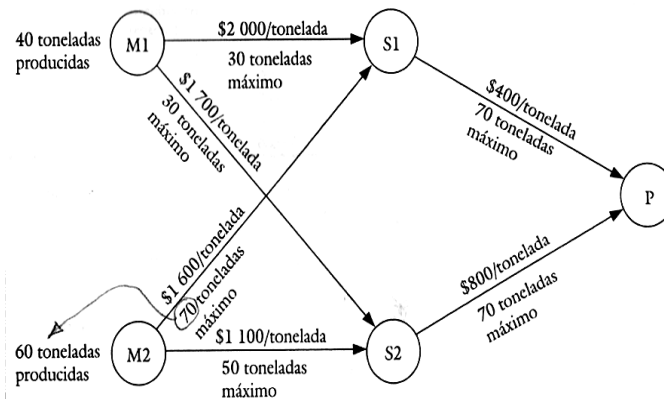 40 toneladas
producidas
M1
$2 000/tonelada
30 toneladas
máximo
S1
$1 700/tonelada
30 toneladas
máximo
$400/tonelada
70 toneladas
máximo
P
$1 600/tonelada
70/toneladas
máximo
$800/tonelada
70 toneladas
máximo
60 toneladas
producidas
M2
$1 100/tonelada
50 toneladas
máximo
S2